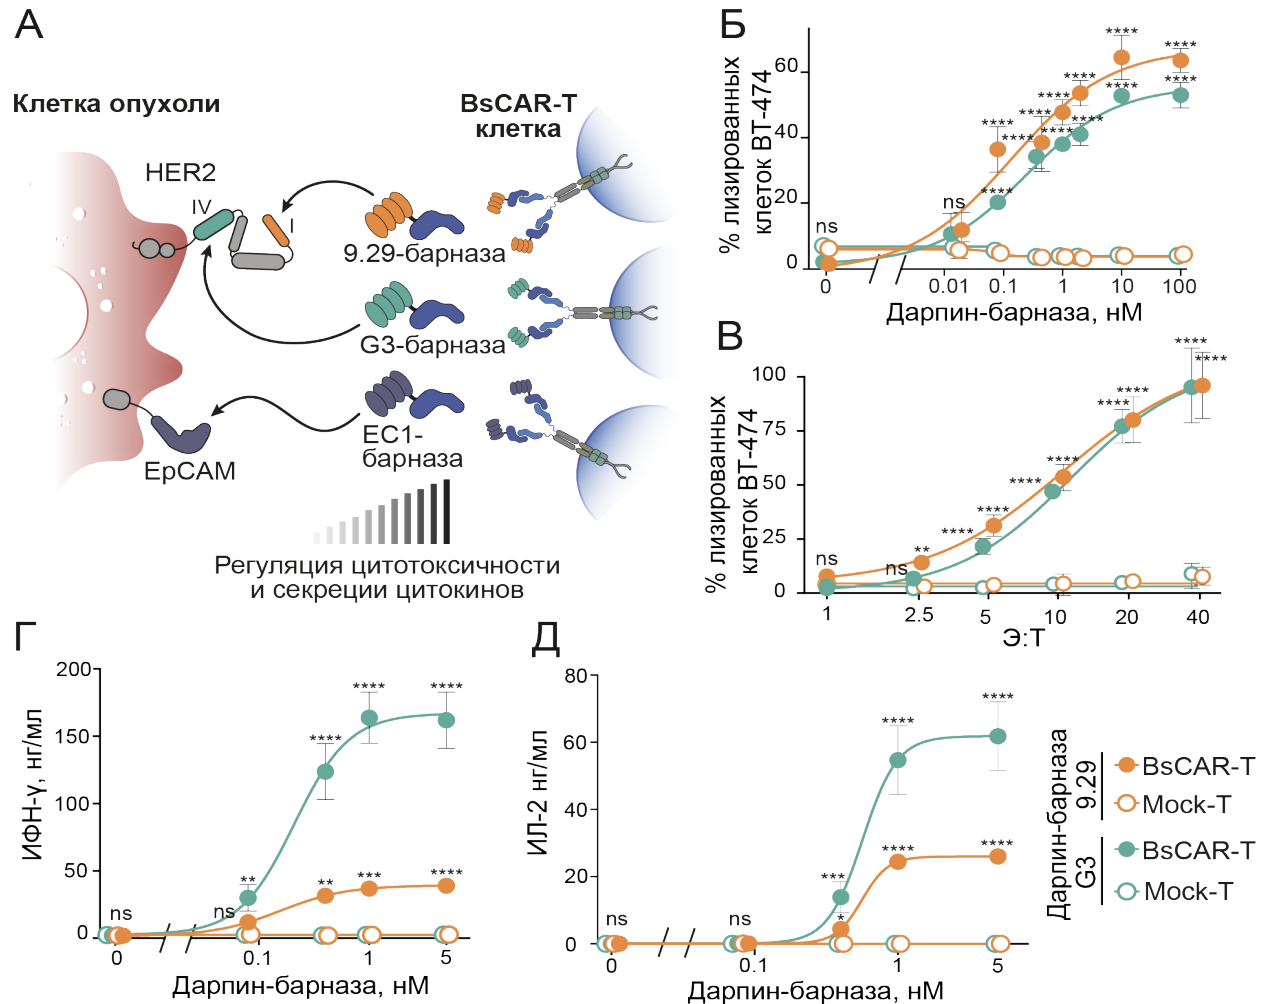 А
Клетка опухоли
BsCAR-T
клетка
HER2
IV
I
9.29-барназа
G3-барназа
EC1-
барназа
EpCAM
Регуляция цитотоксичности
и секреции цитокинов
Б
% лизированных
клеток BT-474
60
40
20
0
ns
ns
****
****
****
****
****
****
****
****
****
****
****
****
0
0.01
0.1
1
10
100
Дарпин-барназа, нМ
В
% лизированных
клеток BT-474
100
75
50
25
0
ns
ns
**
****
****
****
****
****
****
****
****
1
2.5
5
10
20
40
Э:Т
Г
ИФН-γ, нг/мл
200
150
100
50
0
ns
ns
**
****
****
****
**
***
****
0
0.1
1
5
Дарпин-барназа, нМ
Д
ИЛ-2 нг/мл
80
60
40
20
0
ns
ns
***
*
****
****
****
****
0
0.1
1
5
Дарпин-барназа, нМ
Дарпин-барназа
9.29
BsCAR-T
Mock-T
G3
BsCAR-T
Mock-T